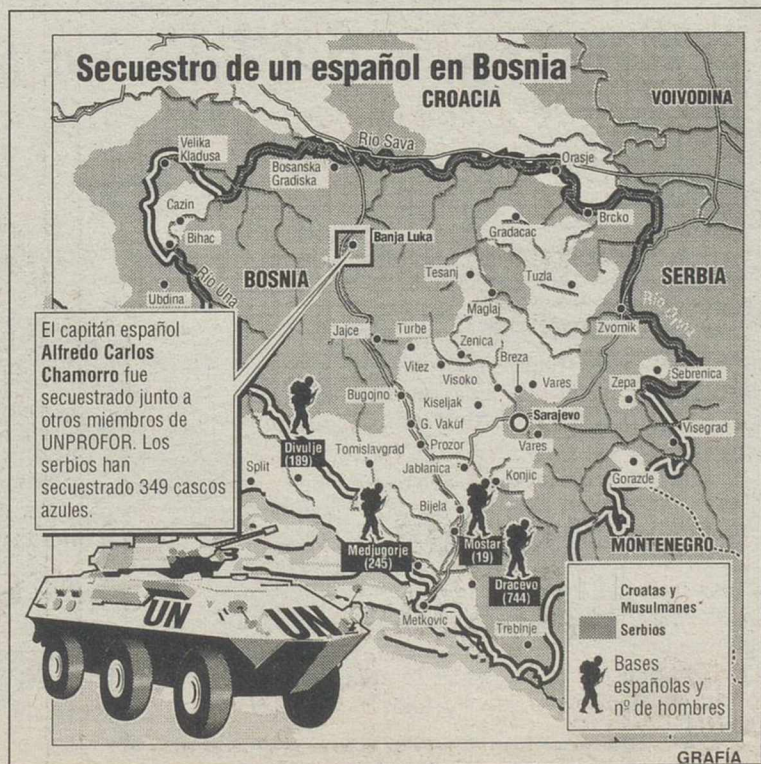 Secuestro de un español en Bosnia
CROACIA
VOIVODINA
Río Sava
Velika
Kladusa
Bosanska
Gradiska
Orasje
Cazin
Bihac
Banja Luka
Gradacac
Brcko
Río Una
BOSNIA
Tesanj
Tuzla
SERBIA
Ubdina
Maglaj
Zvornik
El capitán español
Alfredo Carlos
Chamorro fue
secuestrado junto a
otros miembros de
UNPROFOR. Los
serbios han
secuestrado 349 cascos
azules.
Jajce
Turbe
Zenica
Breza
Vitez
Visoko
Vares
Zepa
Sebrenica
Bugojno
Kiseljak
Sarajevo
G. Vakuf
Visegrad
Divulje
(189)
Prozor
Vares
Split
Tomislavgrad
Jablanica
Konjic
Gorazde
Bijela
MONTENEGRO
Medjugorje
(245)
Mostar
(19)
Dracevo
(744)
Metkovic
Trebinje
Croatas y
Musulmanes
Serbios
Bases
españolas y
nº de hombres
UN
UN
GRAFÍA